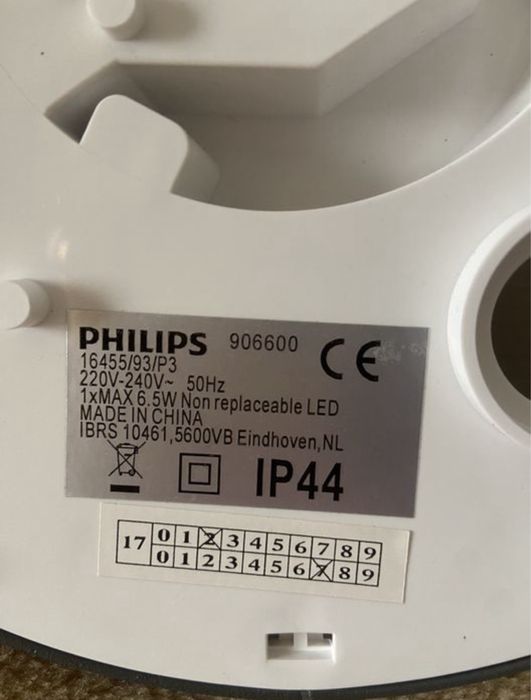 PHILIPS 906600 CE
16455/93/P3
220V-240V~ 50Hz
1xMAX 6.5W Non replaceable LED
MADE IN CHINA
IBRS 10461,5600VB Eindhoven,NL
IP44
17 0 1 2 3 4 5 6 7 8 9
0 1 2 3 4 5 6 7 8 9